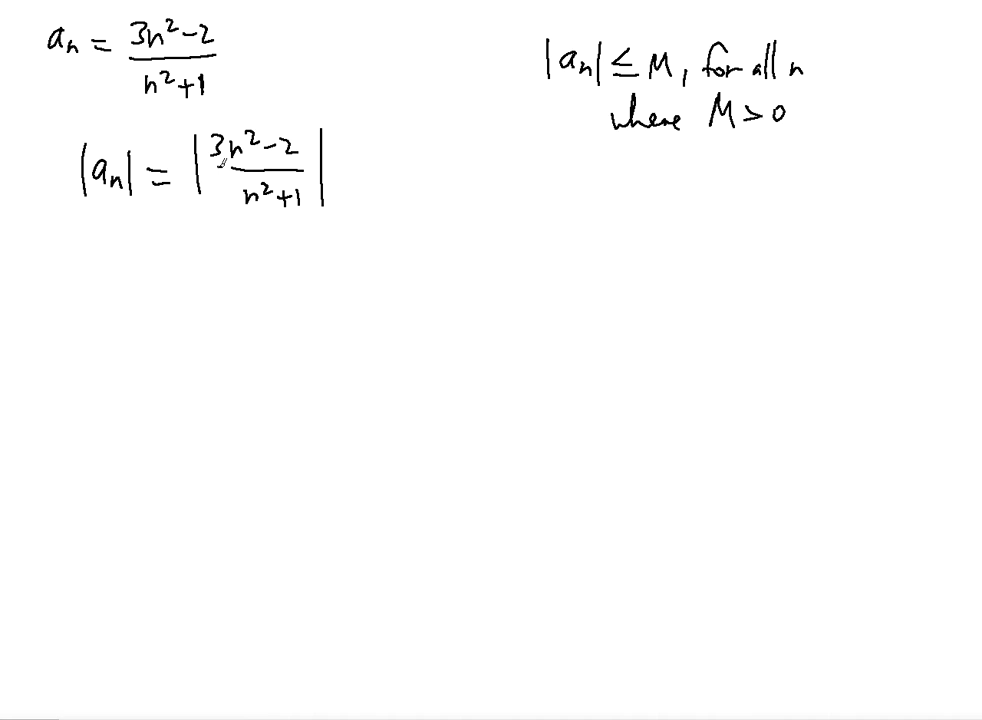 aₙ = (3n²-2)/(n²+1)
|aₙ| ≤ M, for all n
where M > 0
|aₙ| = |(3n²-2)/(n²+1)|